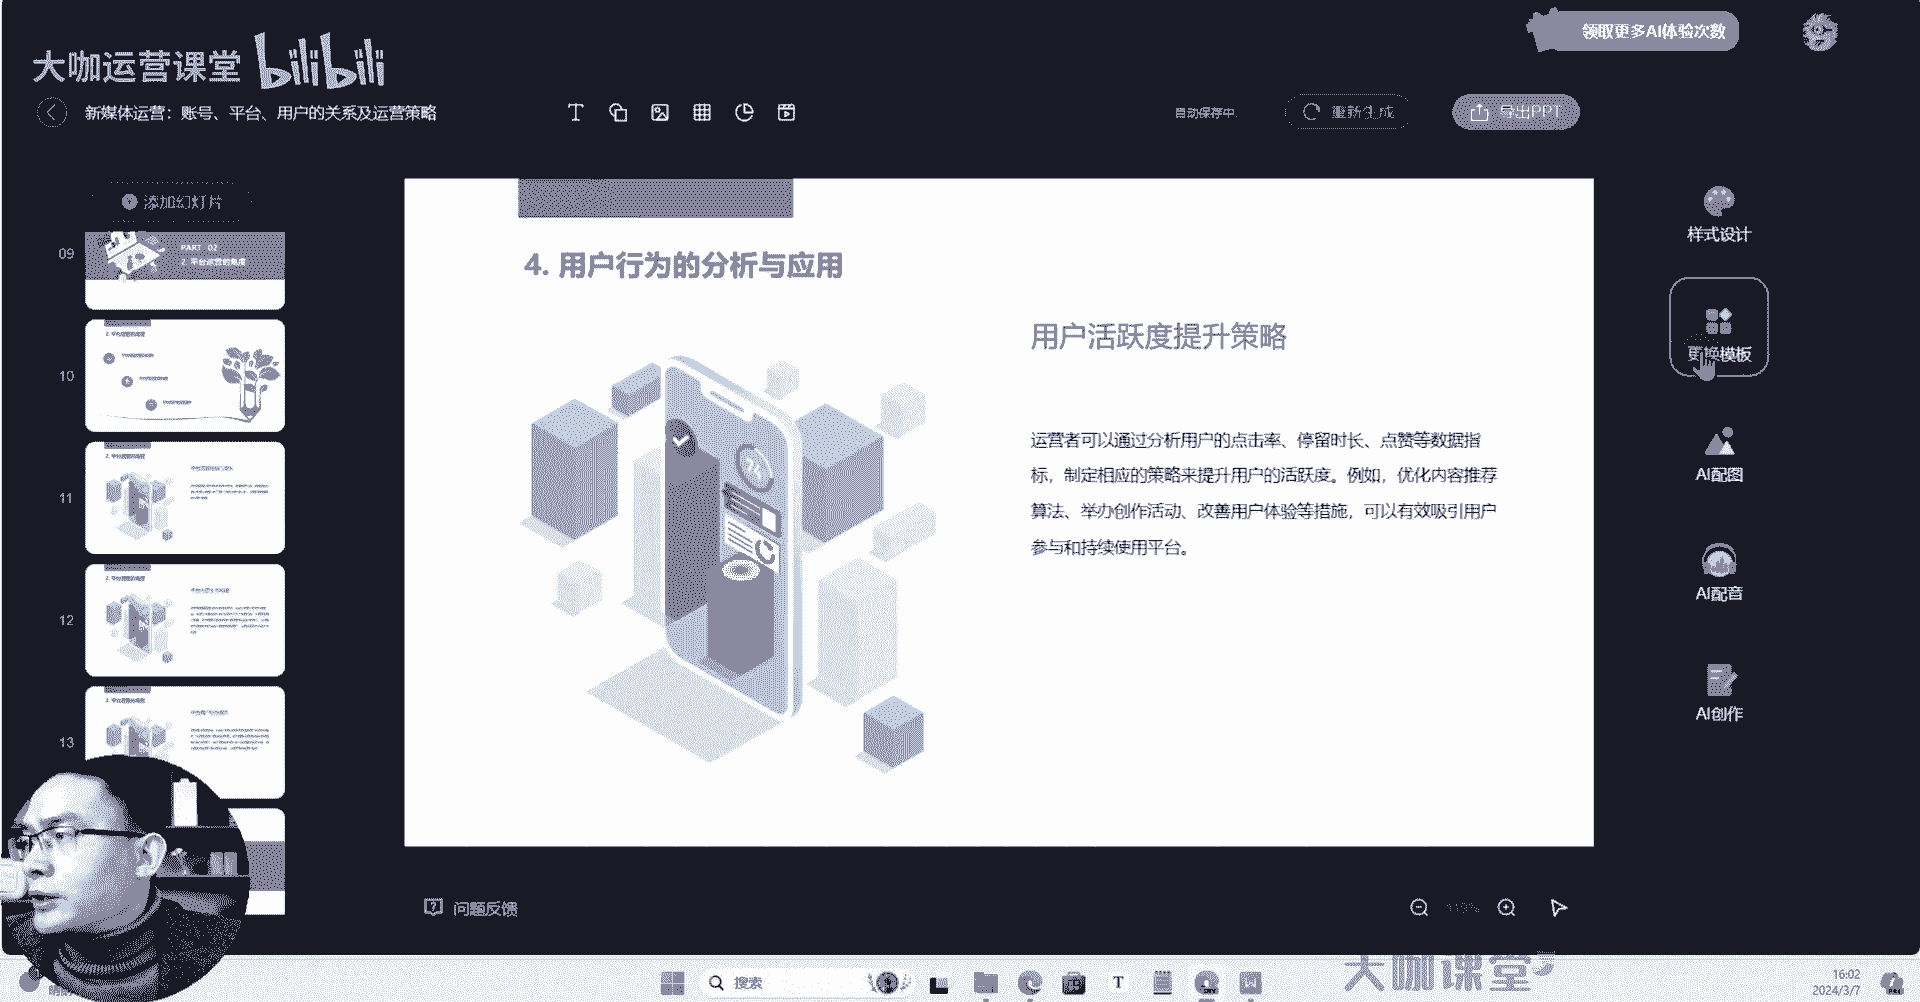 领取更多AI体验次数
大咖运营课堂 bilibili
新媒体运营：账号、平台、用户的关系及运营策略
自动保存中.
重新生成
导出PPT
添加幻灯片
09
PART 02
2. 平台运营的角度
10
11
12
13
4. 用户行为的分析与应用
用户活跃度提升策略
运营者可以通过分析用户的点击率、停留时长、点赞等数据指
标，制定相应的策略来提升用户的活跃度。例如，优化内容推荐
算法、举办创作活动、改善用户体验等措施，可以有效吸引用户
参与和持续使用平台。
样式设计
更换模板
AI配图
AI配音
AI创作
问题反馈
搜索
大咖课堂
16:02
2024/3/7